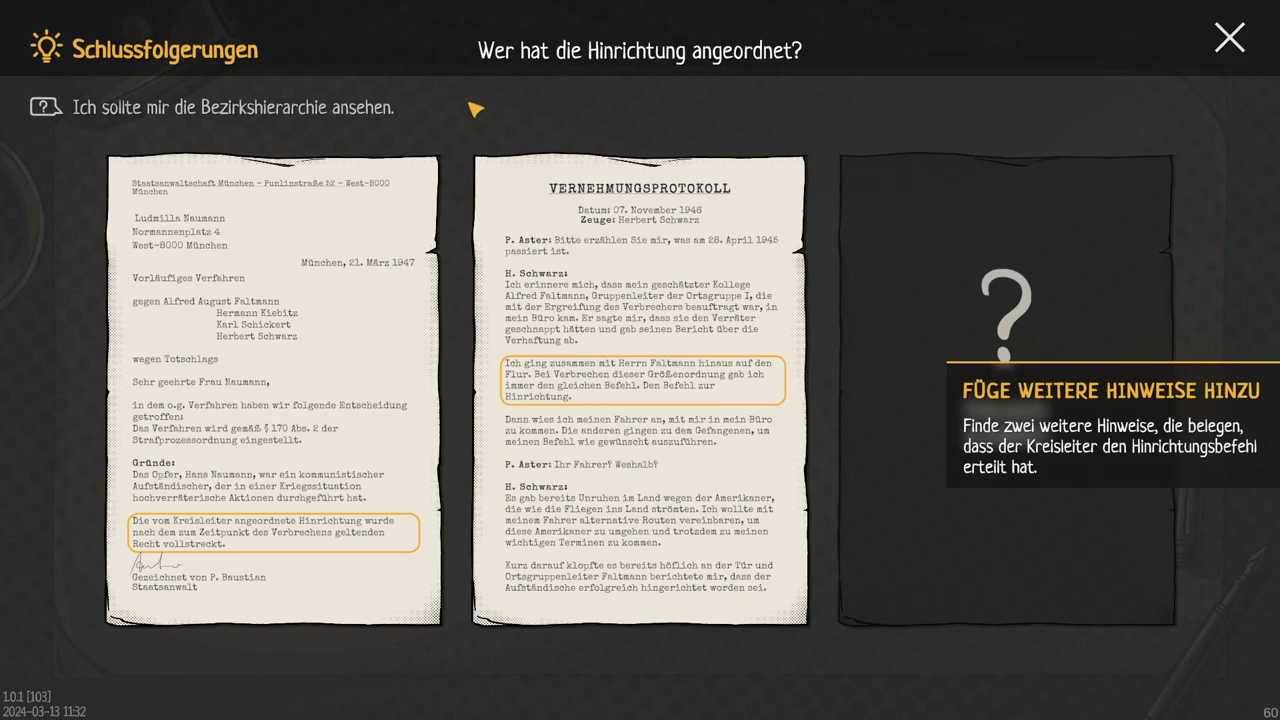 Schlussfolgerungen
Wer hat die Hinrichtung angeordnet?
Ich sollte mir die Bezirkshierarchie ansehen.
Staatsanwaltschaft München - Punlinstraße 52 - West-8000
München
Ludmilla Naumann
Normannenplatz 4
West-8000 München
München, 21. März 1947
Vorläufiges Verfahren
gegen Alfred August Faltmann
Hermann Kiebitz
Karl Schickert
Herbert Schwarz
wegen Totschlags
Sehr geehrte Frau Naumann,
in dem o.g. Verfahren haben wir folgende Entscheidung
getroffen:
Das Verfahren wird gemäß § 170 Abs. 2 der
Strafprozessordnung eingestellt.
Gründe:
Das Opfer, Hans Naumann, war ein kommunistischer
Aufständischer, der in einer Kriegssituation
hochverräterische Aktionen durchgeführt hat.
Die vom Kreisleiter angeordnete Hinrichtung wurde
nach dem zum Zeitpunkt des Verbrechens geltenden
Recht vollstreckt.
Gezeichnet von P. Baustian
Staatsanwalt
VERNEHMUNGSPROTOKOLL
Datum: 07. November 1946
Zeuge: Herbert Schwarz
P. Aster: Bitte erzählen Sie mir, was am 28. April 1945
passiert ist.
H. Schwarz:
Ich erinnere mich, dass mein geschätzter Kollege
Alfred Faltmann, Gruppenleiter der Ortsgruppe I, die
mit der Ergreifung des Verbrechers beauftragt war, in
mein Büro kam. Er sagte mir, dass sie den Verräter
geschnappt hätten und gab seinen Bericht über die
Verhaftung ab.
Ich ging zusammen mit Herrn Faltmann hinaus auf den
Flur. Bei Verbrechen dieser Größenordnung gab ich
immer den gleichen Befehl. Den Befehl zur
Hinrichtung.
Dann wies ich meinen Fahrer an, mit mir in mein Büro
zu kommen. Die anderen gingen zu dem Gefangenen, um
meinen Befehl wie gewünscht auszuführen.
P. Aster: Ihr Fahrer? Weshalb?
H. Schwarz:
Es gab bereits Unruhen im Land wegen der Amerikaner,
die wie die Fliegen ins Land strömten. Ich wollte mit
meinem Fahrer alternative Routen vereinbaren, um
diese Amerikaner zu umgehen und trotzdem zu meinen
wichtigen Terminen zu kommen.
Kurz darauf klopfte es bereits höflich an der Tür und
Ortsgruppenleiter Faltmann berichtete mir, dass der
Aufständische erfolgreich hingerichtet worden sei.
?
FÜGE WEITERE HINWEISE HINZU
Finde zwei weitere Hinweise, die belegen,
dass der Kreisleiter den Hinrichtungsbefehl
erteilt hat.
1.0.1 [103]
2024-03-13 11:32
60